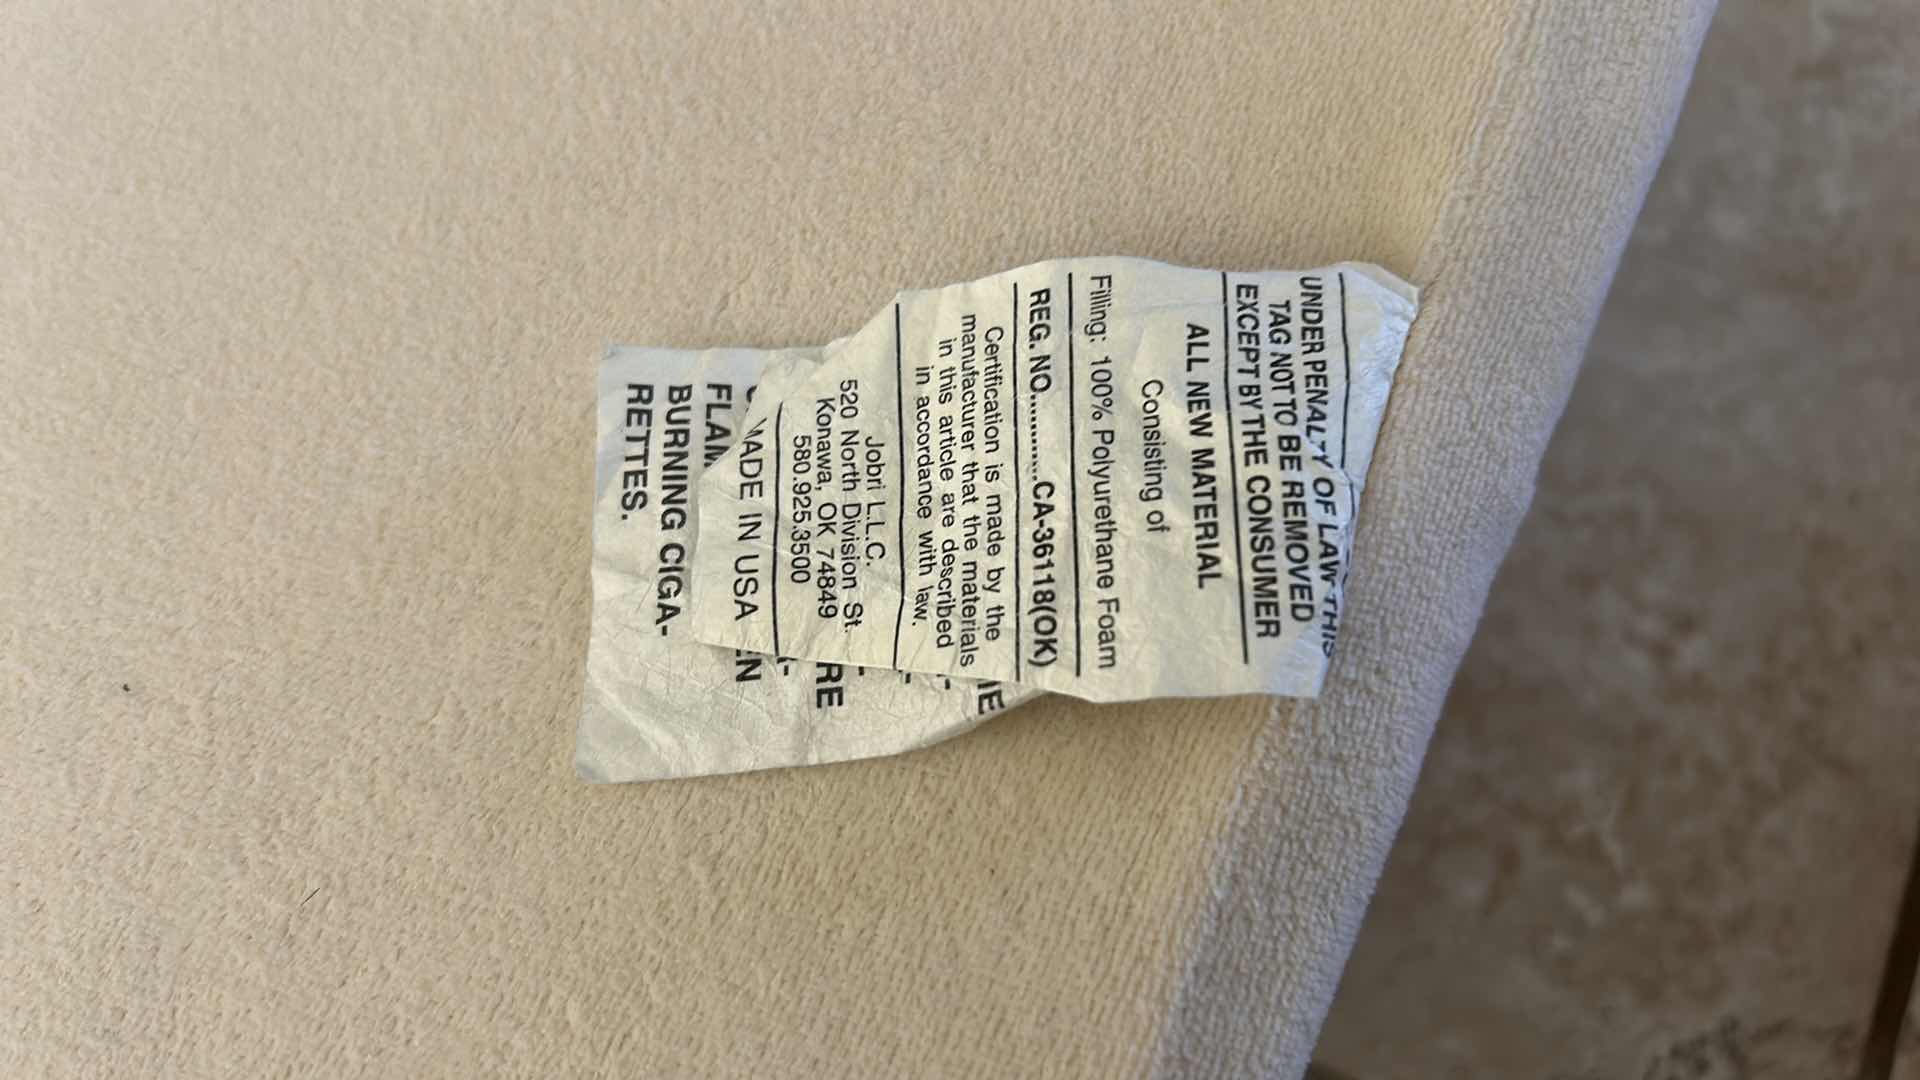 UNDER PENALTY OF LAW THIS
TAG NOT TO BE REMOVED
EXCEPT BY THE CONSUMER
ALL NEW MATERIAL
Consisting of
Filling: 100% Polyurethane Foam
REG. NO.............CA-36118(OK)
Certification is made by the
manufacturer that the materials
in this article are described
in accordance with law.
Jobri L.L.C.
520 North Division St.
Konawa, OK 74849
580.925.3500
MADE IN USA
BURNING CIGA-
RETTES.